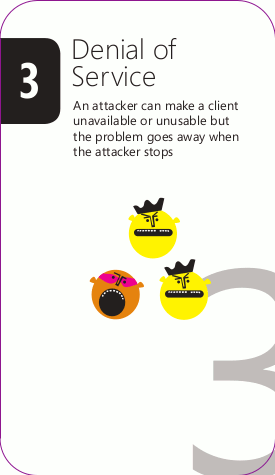 3
Denial of
Service
An attacker can make a client
unavailable or unusable but
the problem goes away when
the attacker stops
3